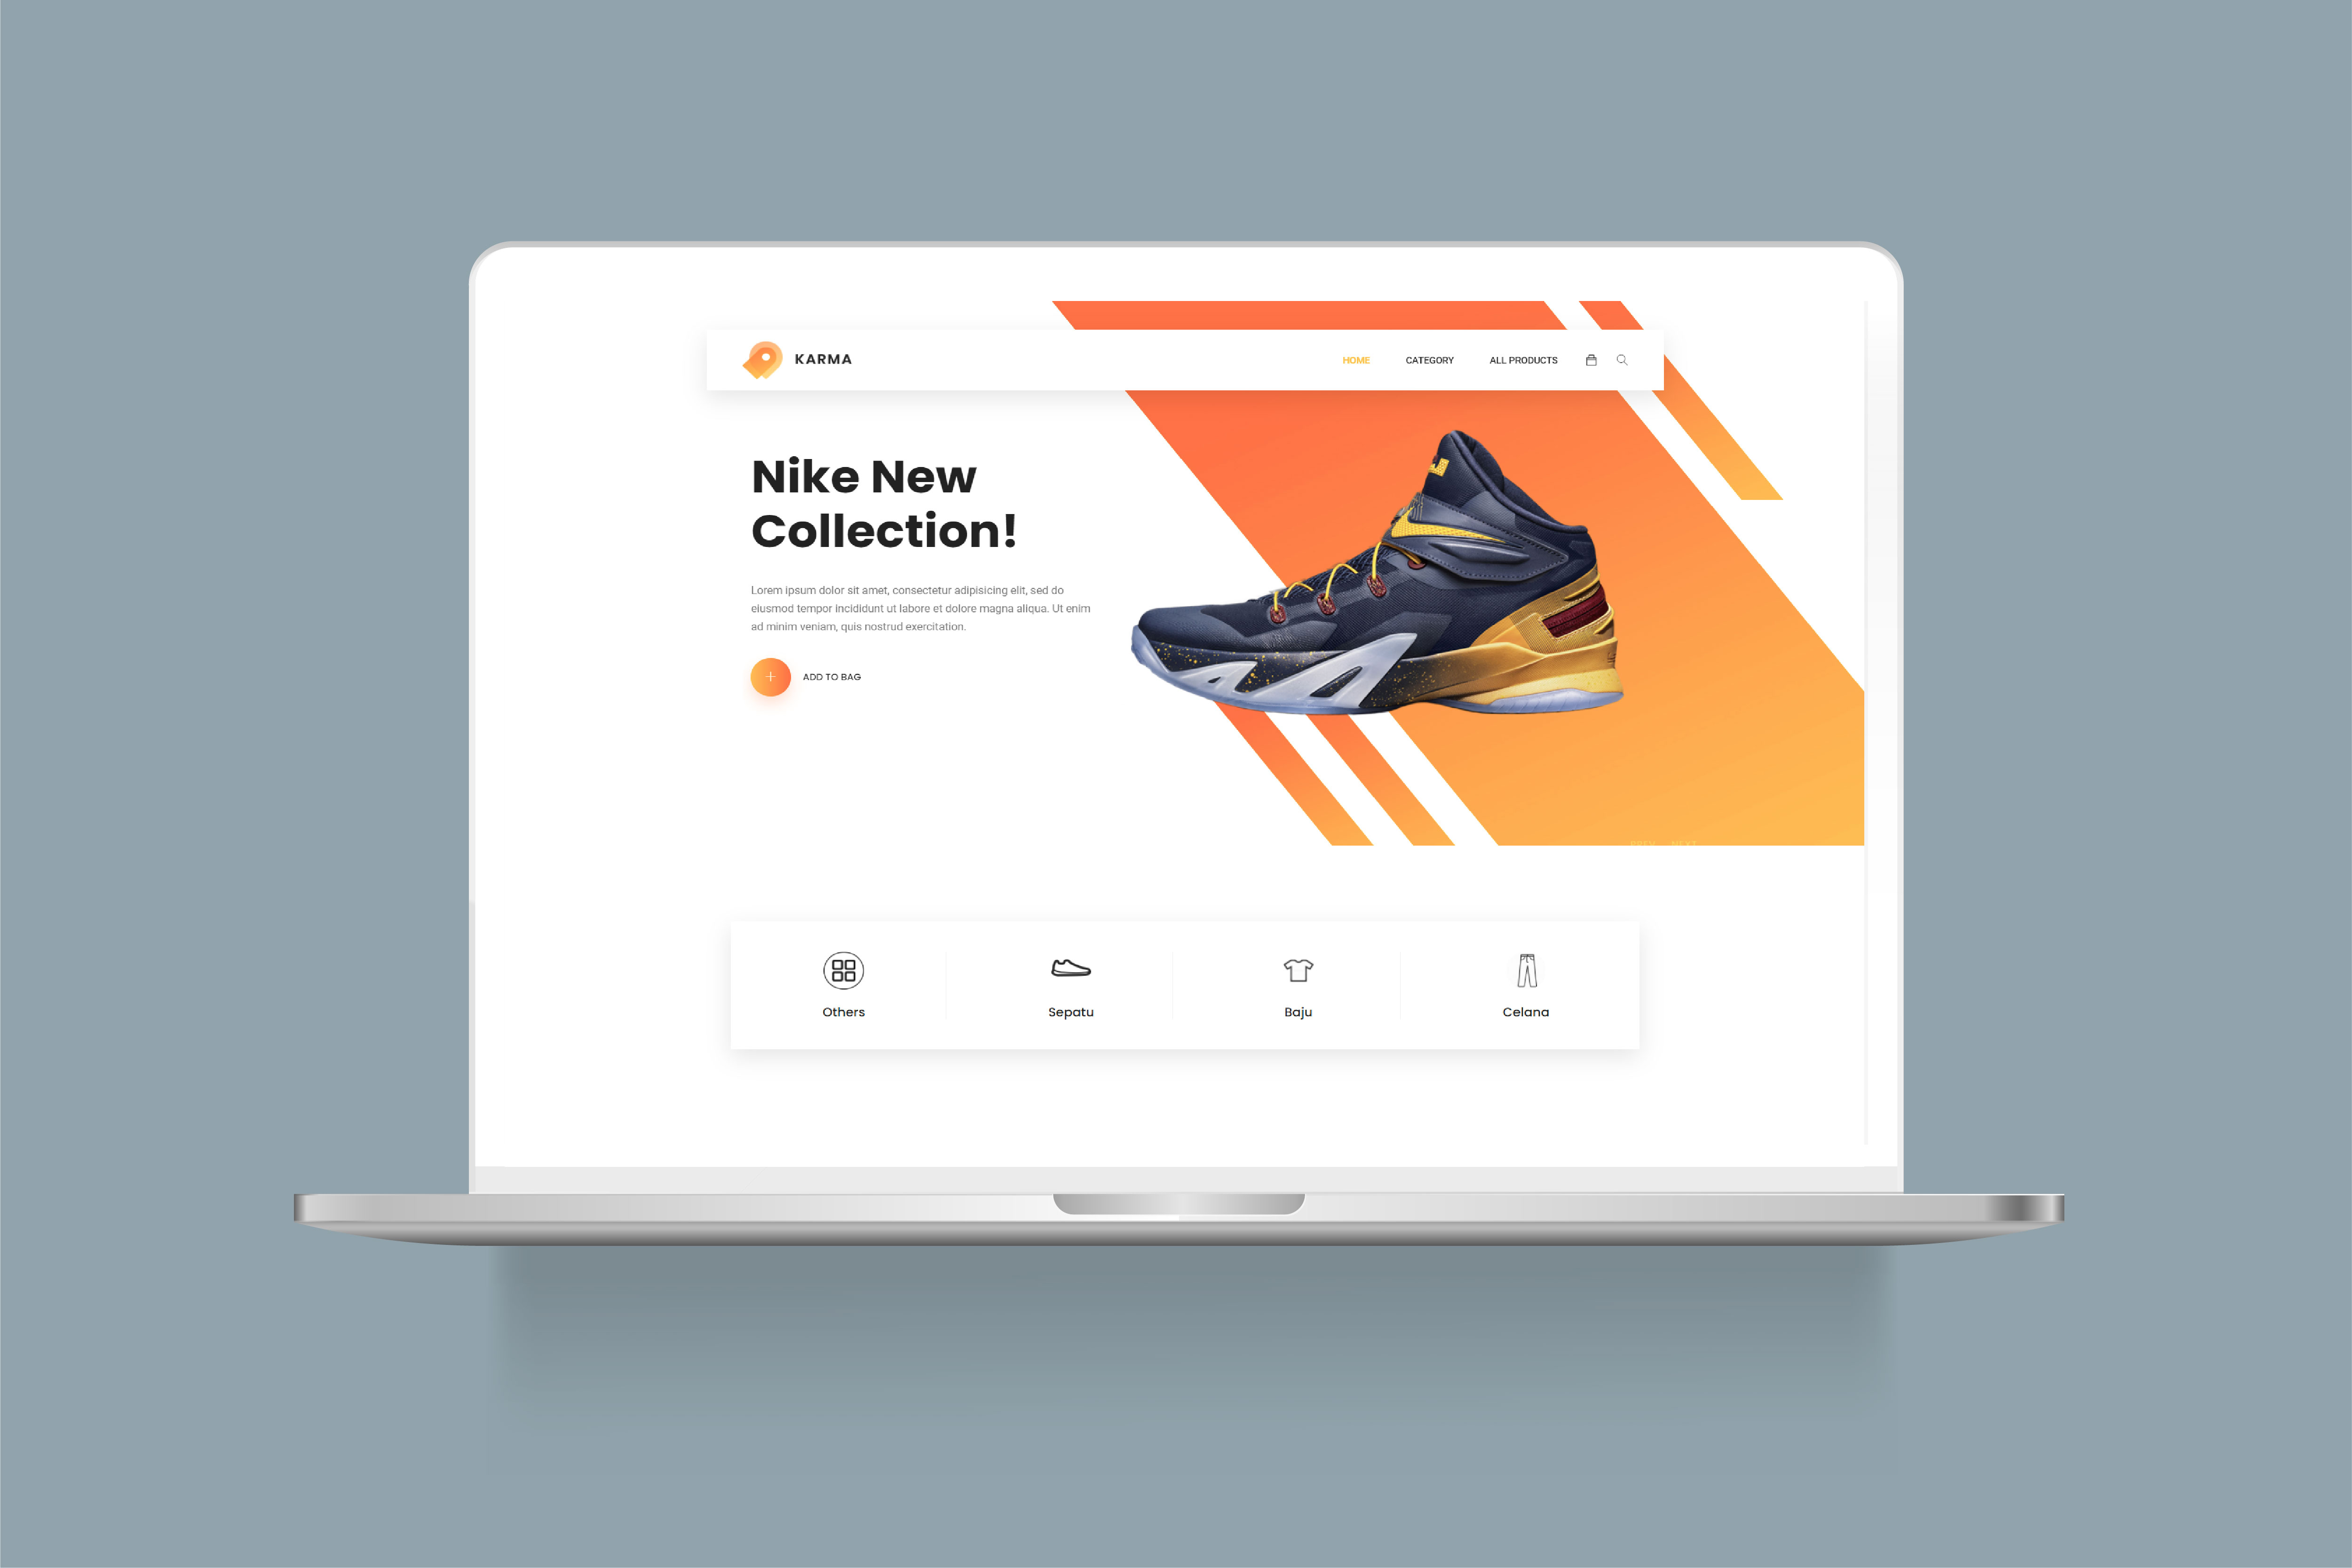 KARMA
HOME
CATEGORY
ALL PRODUCTS
Nike New
Collection!
Lorem ipsum dolor sit amet, consectetur adipisicing elit, sed do
eiusmod tempor incididunt ut labore et dolore magna aliqua. Ut enim
ad minim veniam, quis nostrud exercitation.
ADD TO BAG
Others
Sepatu
Baju
Celana